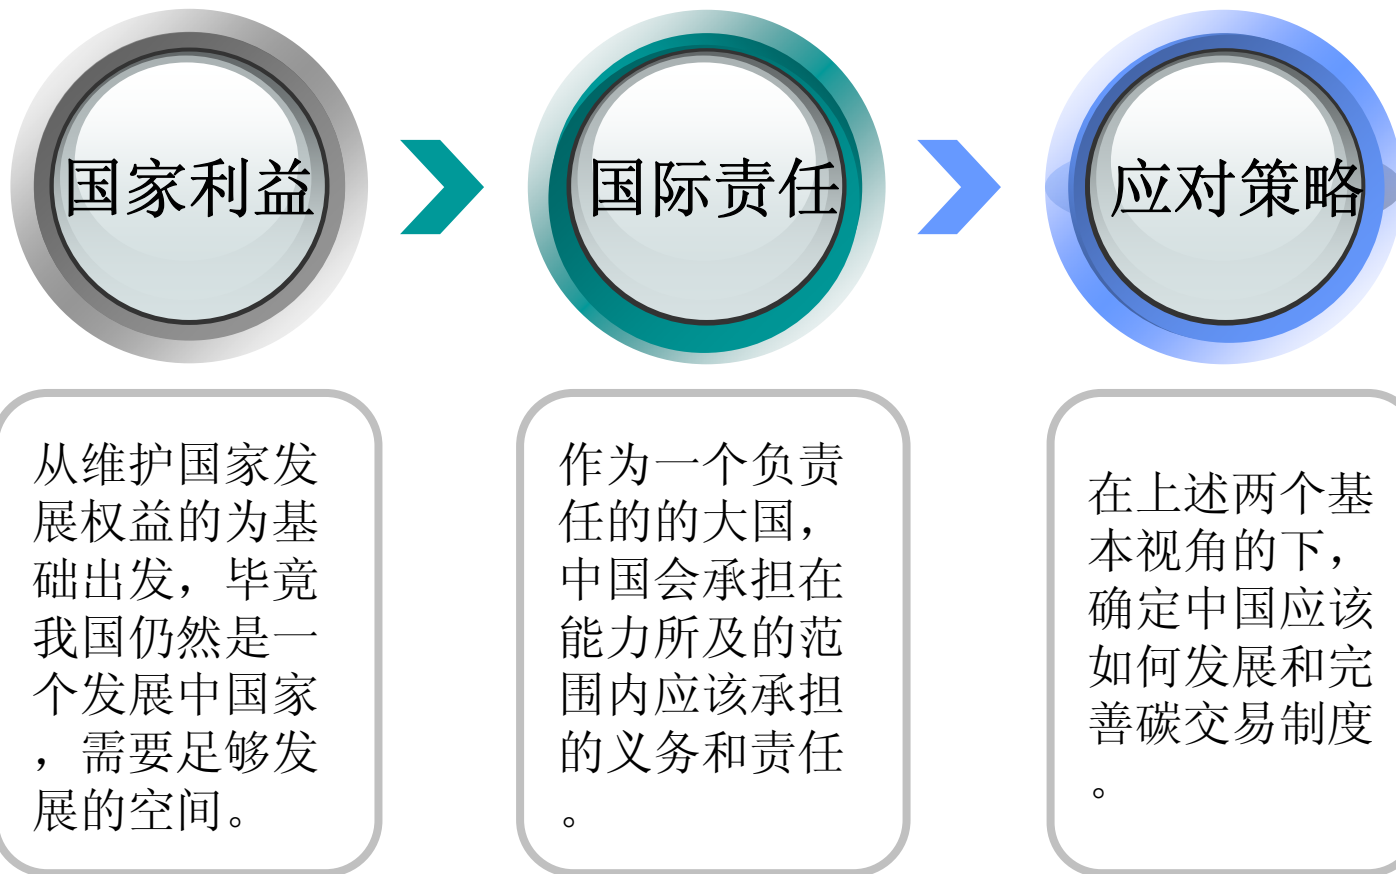 国家利益
国际责任
应对策略
从维护国家发
展权益的为基
础出发，毕竟
我国仍然是一
个发展中国家
，需要足够发
展的空间。
作为一个负责
任的的大国，
中国会承担在
能力所及的范
围内应该承担
的义务和责任
。
在上述两个基
本视角的下，
确定中国应该
如何发展和完
善碳交易制度
。